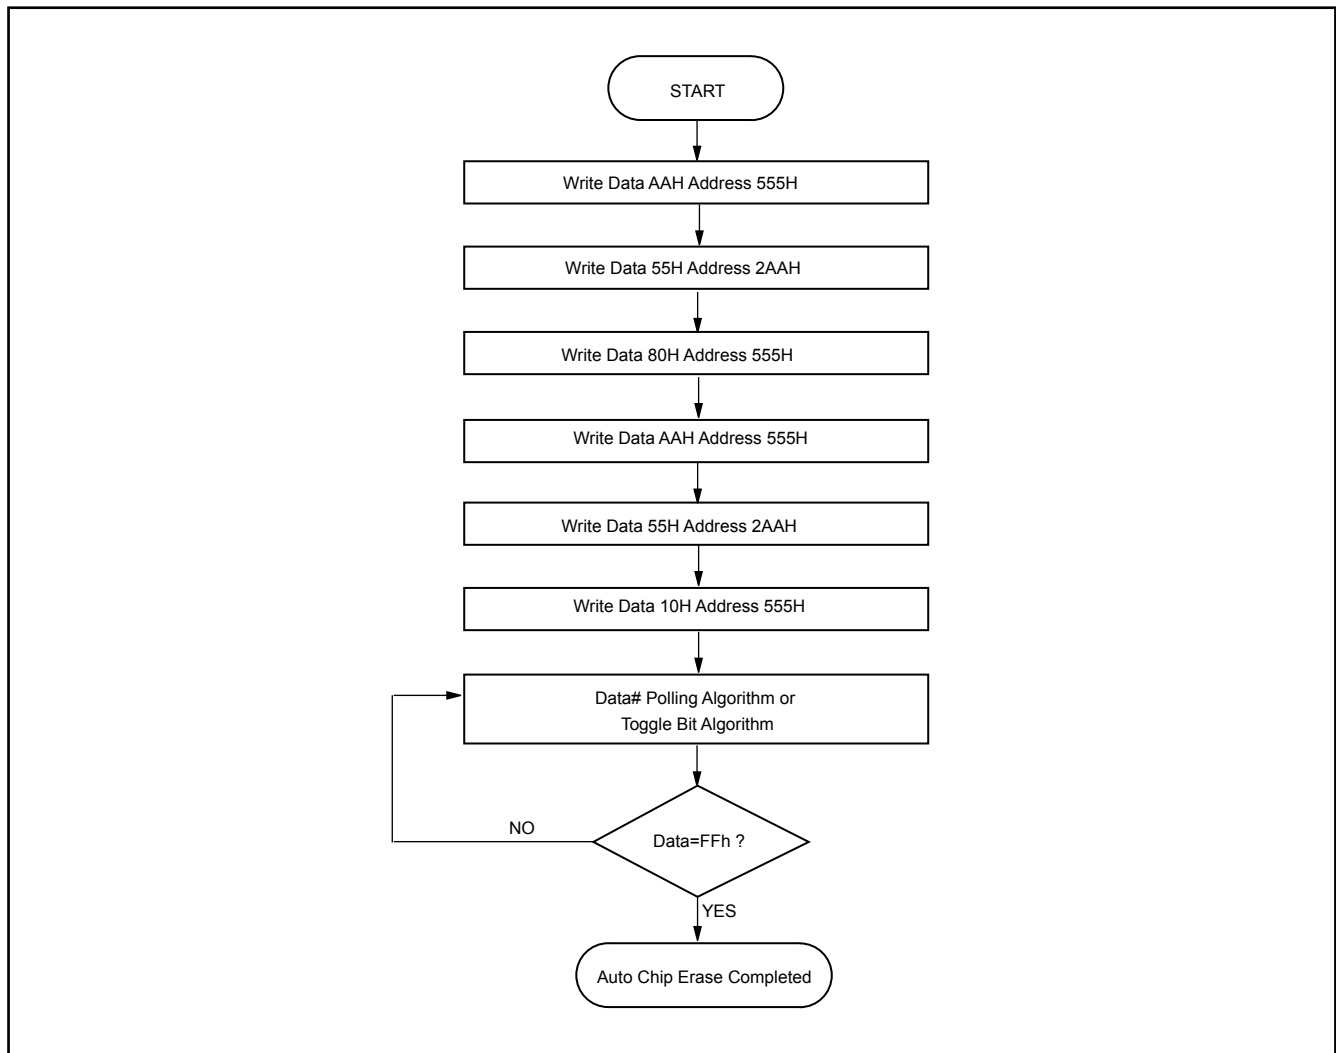 START
Write Data AAH Address 555H
Write Data 55H Address 2AAH
Write Data 80H Address 555H
Write Data AAH Address 555H
Write Data 55H Address 2AAH
Write Data 10H Address 555H
Data# Polling Algorithm or
Toggle Bit Algorithm
NO
Data=FFh ?
YES
Auto Chip Erase Completed